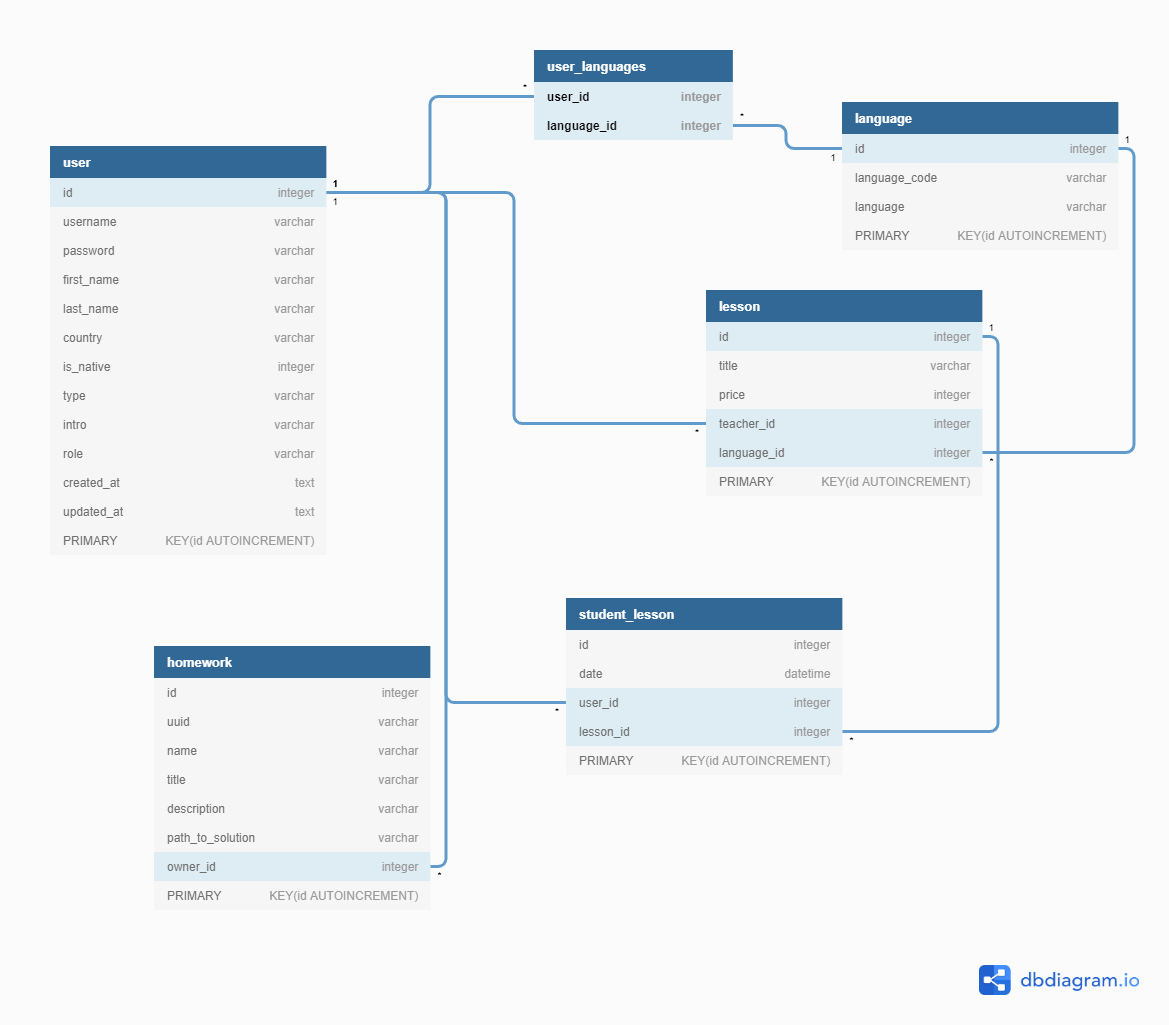 user_languages
*
user_id integer
language_id integer
*
language
1
id integer
1
language_code varchar
language varchar
PRIMARY KEY(id AUTOINCREMENT)
user
1
id integer
1
username varchar
password varchar
first_name varchar
last_name varchar
country varchar
is_native integer
type varchar
intro varchar
role varchar
created_at text
updated_at text
PRIMARY KEY(id AUTOINCREMENT)
lesson
1
id integer
title varchar
price integer
teacher_id integer
*
language_id integer
*
PRIMARY KEY(id AUTOINCREMENT)
student_lesson
id integer
date datetime
user_id integer
*
lesson_id integer
*
PRIMARY KEY(id AUTOINCREMENT)
homework
id integer
uuid varchar
name varchar
title varchar
description varchar
path_to_solution varchar
owner_id integer
*
PRIMARY KEY(id AUTOINCREMENT)
dbdiagram.io